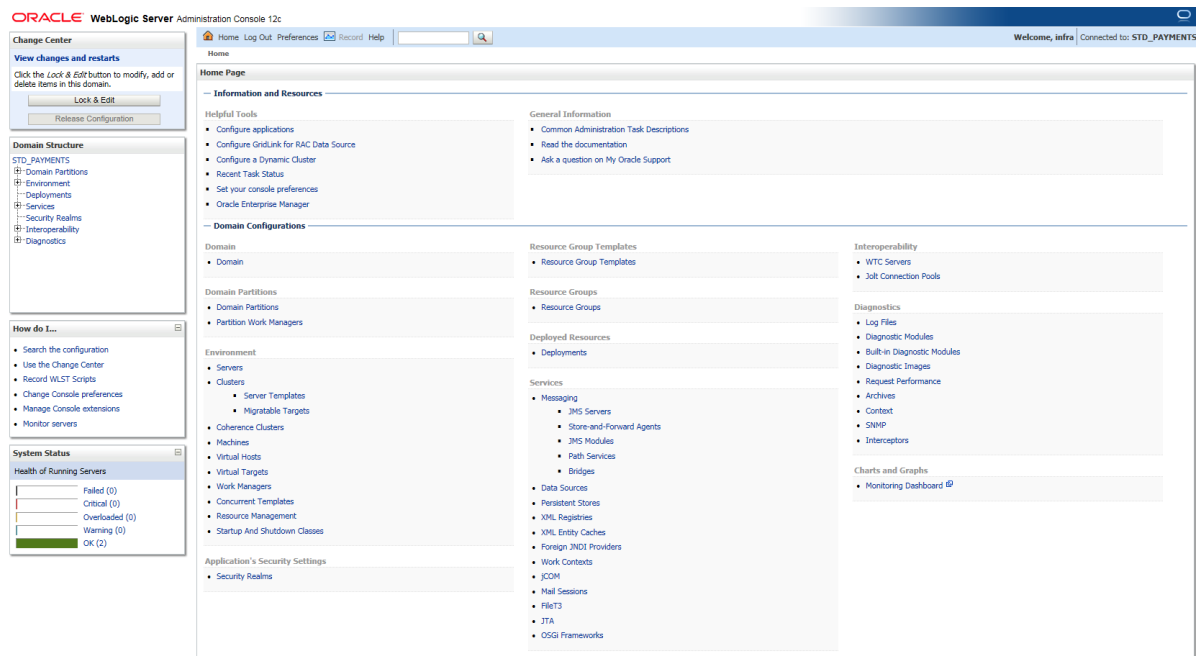 ORACLE WebLogic Server Administration Console 12c
Change Center
View changes and restarts
Click the Lock & Edit button to modify, add or
delete items in this domain.
Lock & Edit
Release Configuration
Domain Structure
STD_PAYMENTS
Domain Partitions
Environment
Deployments
Services
Security Realms
Interoperability
Diagnostics
How do I...
Search the configuration
Use the Change Center
Record WLST Scripts
Change Console preferences
Manage Console extensions
Monitor servers
System Status
Health of Running Servers
Failed (0)
Critical (0)
Overloaded (0)
Warning (0)
OK (2)
Home Log Out Preferences Record Help
Welcome, infra Connected to: STD_PAYMENTS
Home
Home Page
Information and Resources
Helpful Tools
Configure applications
Configure GridLink for RAC Data Source
Configure a Dynamic Cluster
Recent Task Status
Set your console preferences
Oracle Enterprise Manager
General Information
Common Administration Task Descriptions
Read the documentation
Ask a question on My Oracle Support
Domain Configurations
Domain
Domain
Domain Partitions
Domain Partitions
Partition Work Managers
Environment
Servers
Clusters
Server Templates
Migratable Targets
Coherence Clusters
Machines
Virtual Hosts
Virtual Targets
Work Managers
Concurrent Templates
Resource Management
Startup And Shutdown Classes
Application's Security Settings
Security Realms
Resource Group Templates
Resource Group Templates
Resource Groups
Resource Groups
Deployed Resources
Deployments
Services
Messaging
JMS Servers
Store-and-Forward Agents
JMS Modules
Path Services
Bridges
Data Sources
Persistent Stores
XML Registries
XML Entity Caches
Foreign JNDI Providers
Work Contexts
jCOM
Mail Sessions
FileT3
JTA
OSGi Frameworks
Interoperability
WTC Servers
Jolt Connection Pools
Diagnostics
Log Files
Diagnostic Modules
Built-in Diagnostic Modules
Diagnostic Images
Request Performance
Archives
Context
SNMP
Interceptors
Charts and Graphs
Monitoring Dashboard